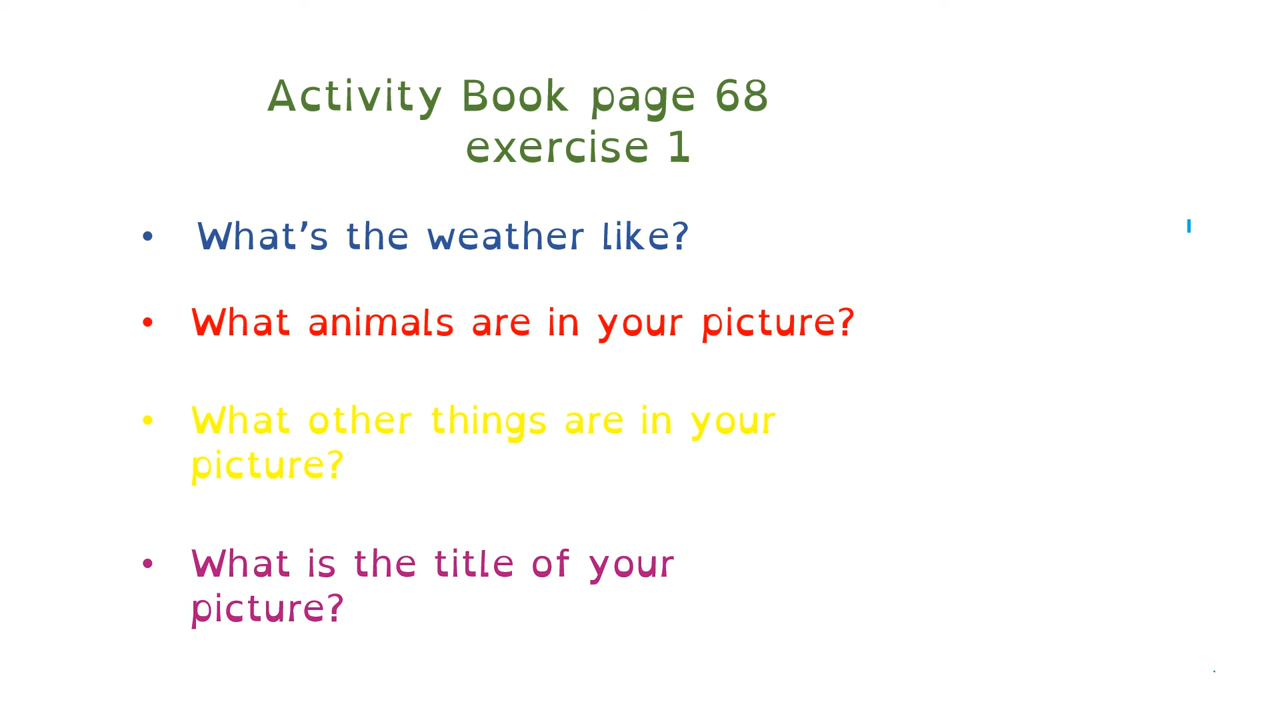 Activity Book page 68
exercise 1
• What's the weather like?
• What animals are in your picture?
• What other things are in your
picture?
• What is the title of your
picture?